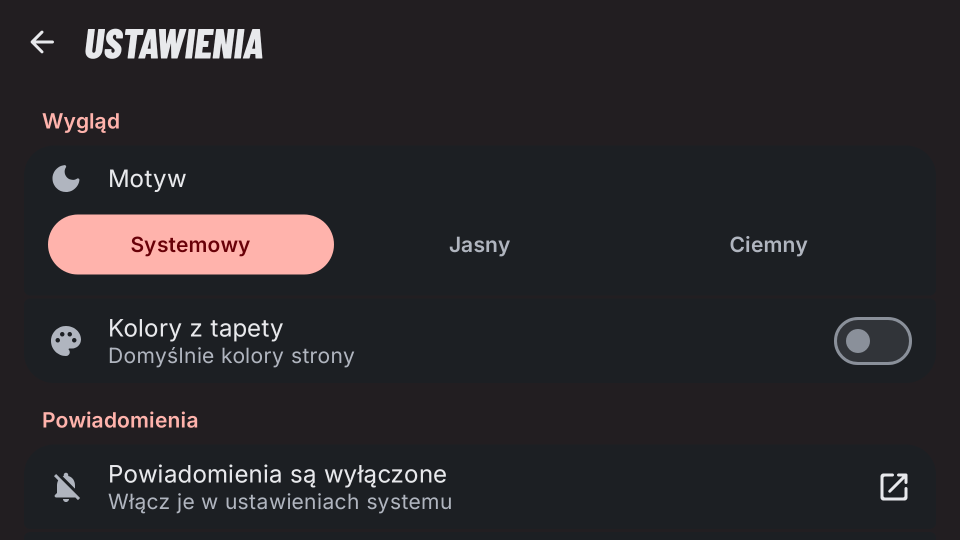 USTAWIENIA
Wygląd
Motyw
Systemowy
Jasny
Ciemny
Kolory z tapety
Domyślnie kolory strony
Powiadomienia
Powiadomienia są wyłączone
Włącz je w ustawieniach systemu